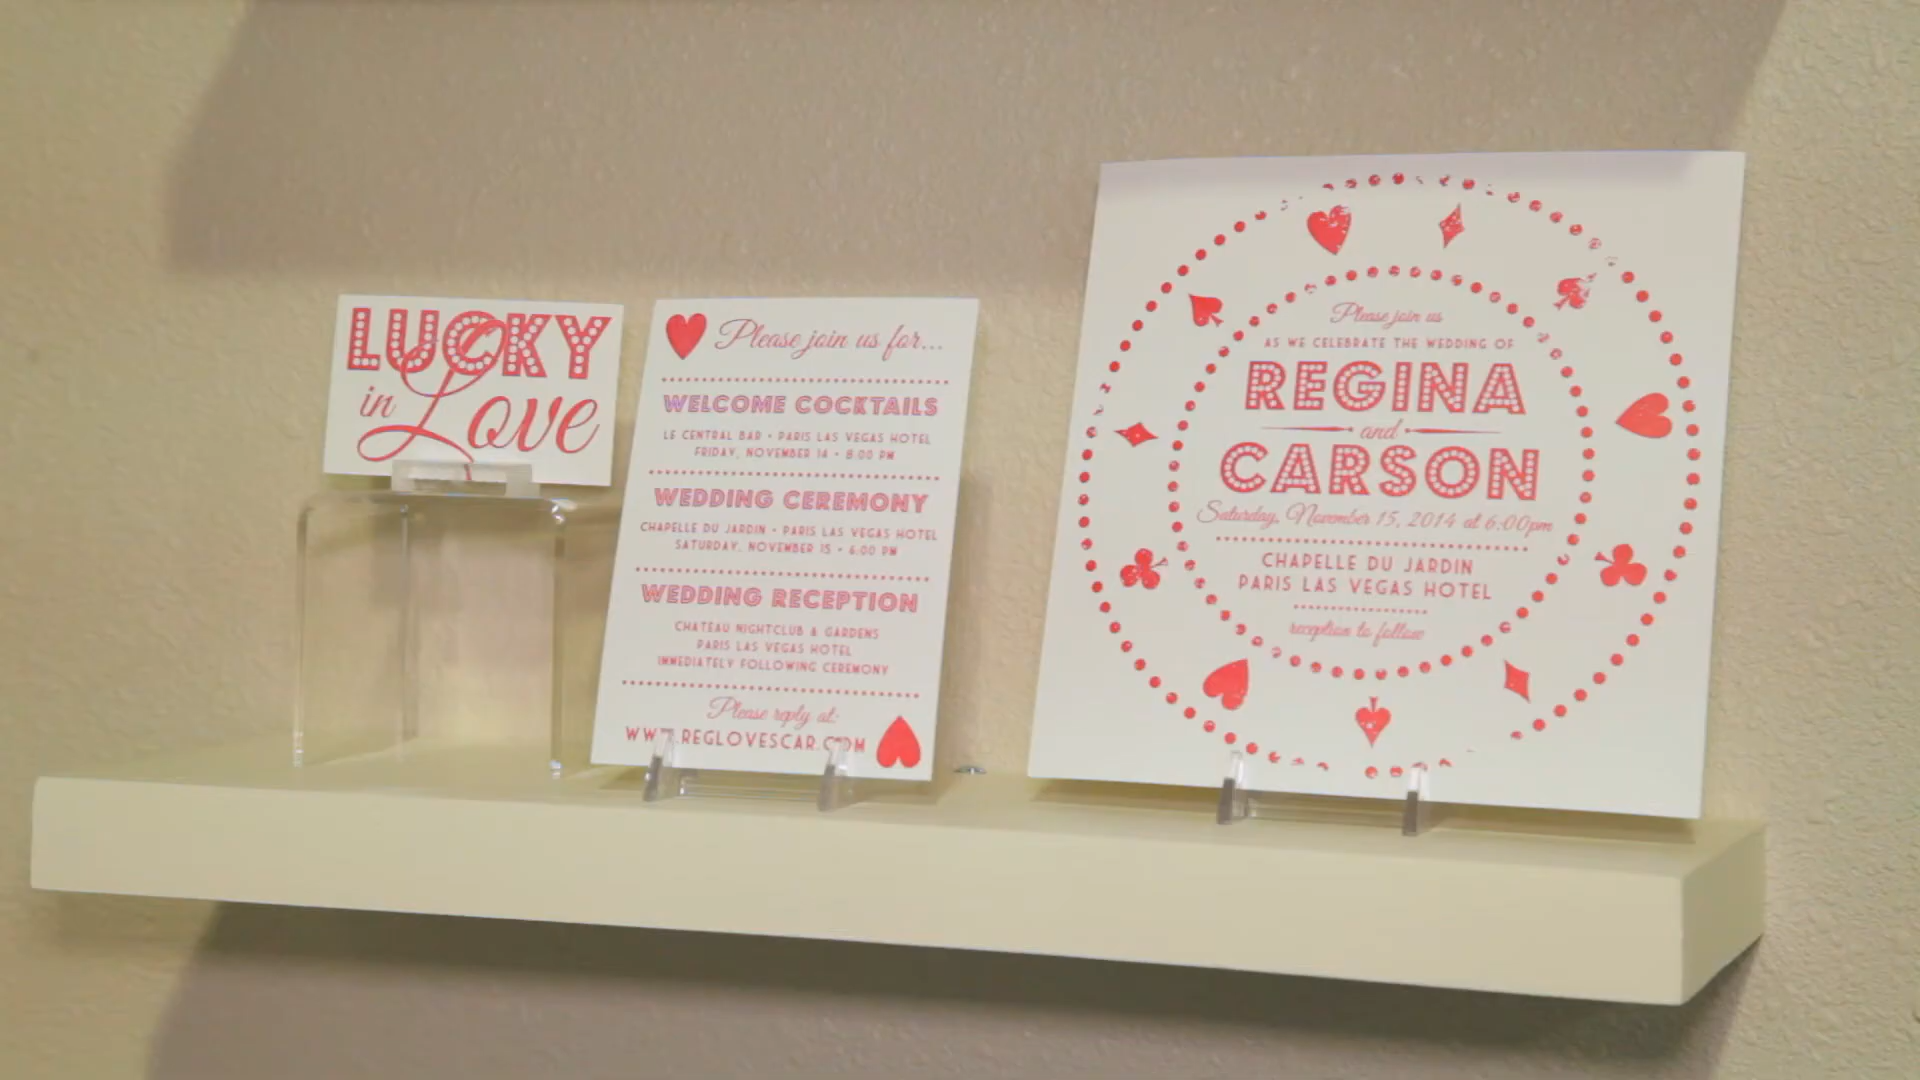 LUCKY
in Love
Please join us for...
WELCOME COCKTAILS
LE CENTRAL BAR • PARIS LAS VEGAS HOTEL
FRIDAY, NOVEMBER 14 • 8:00 PM
WEDDING CEREMONY
CHAPELLE DU JARDIN • PARIS LAS VEGAS HOTEL
SATURDAY, NOVEMBER 15 • 6:00 PM
WEDDING RECEPTION
CHATEAU NIGHTCLUB & GARDENS
PARIS LAS VEGAS HOTEL
IMMEDIATELY FOLLOWING CEREMONY
Please reply at:
WWW.REGLOVESCAR.COM
Please join us
AS WE CELEBRATE THE WEDDING OF
REGINA
and
CARSON
Saturday, November 15, 2014 at 6:00pm
CHAPELLE DU JARDIN
PARIS LAS VEGAS HOTEL
reception to follow